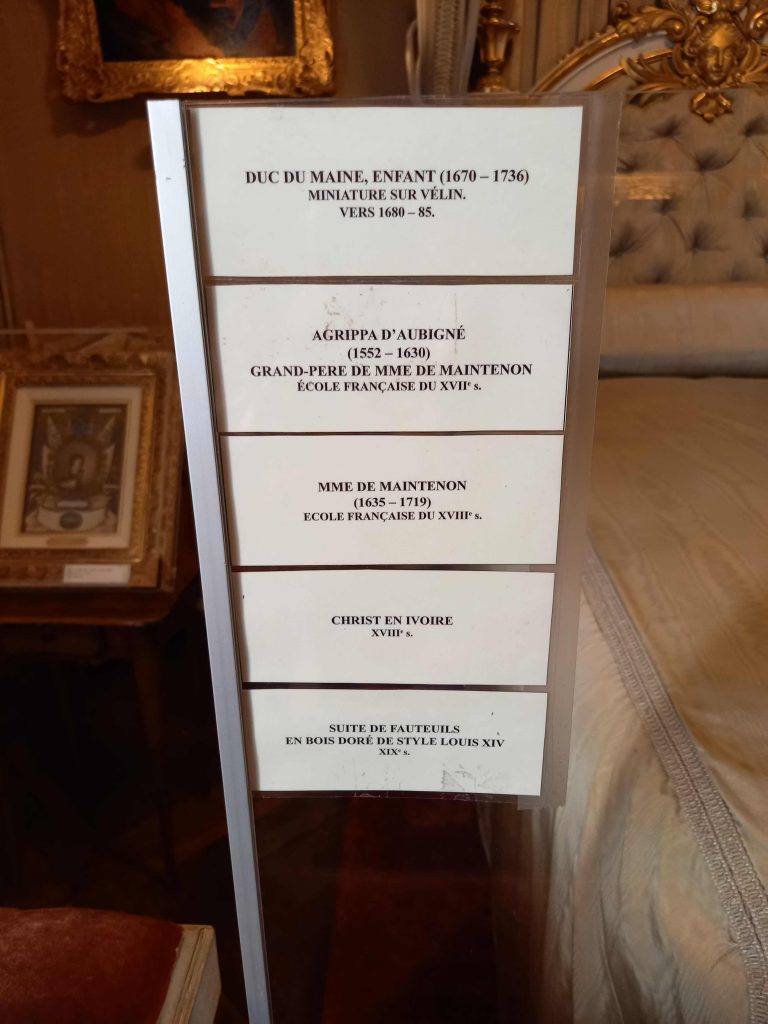 DUC DU MAINE, ENFANT (1670 – 1736)
MINIATURE SUR VÉLIN.
VERS 1680 – 85.
AGRIPPA D'AUBIGNÉ
(1552 – 1630)
GRAND-PERE DE MME DE MAINTENON
ÉCOLE FRANÇAISE DU XVIIᵉ s.
MME DE MAINTENON
(1635 – 1719)
ECOLE FRANÇAISE DU XVIIIᵉ s.
CHRIST EN IVOIRE
XVIIIᵉ s.
SUITE DE FAUTEUILS
EN BOIS DORÉ DE STYLE LOUIS XIV
XIXᵉ s.